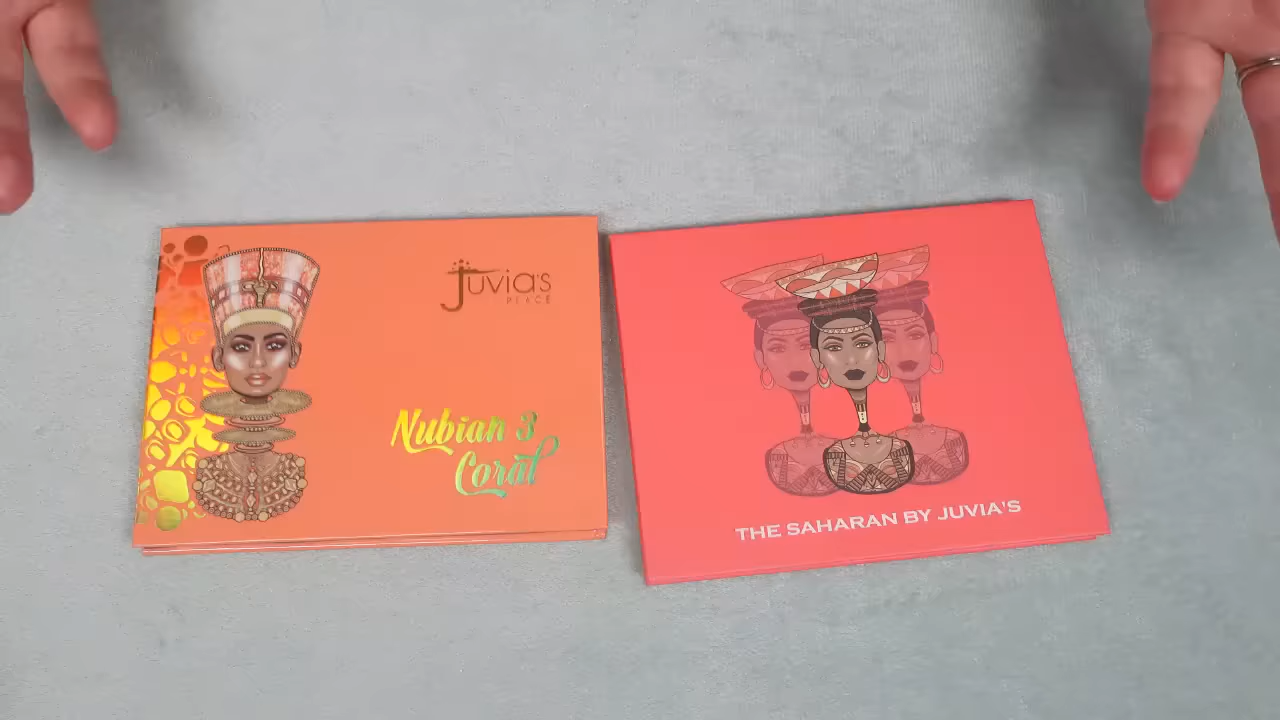 Juvia's
PLACE
Nubian 3
Coral
THE SAHARAN BY JUVIA'S